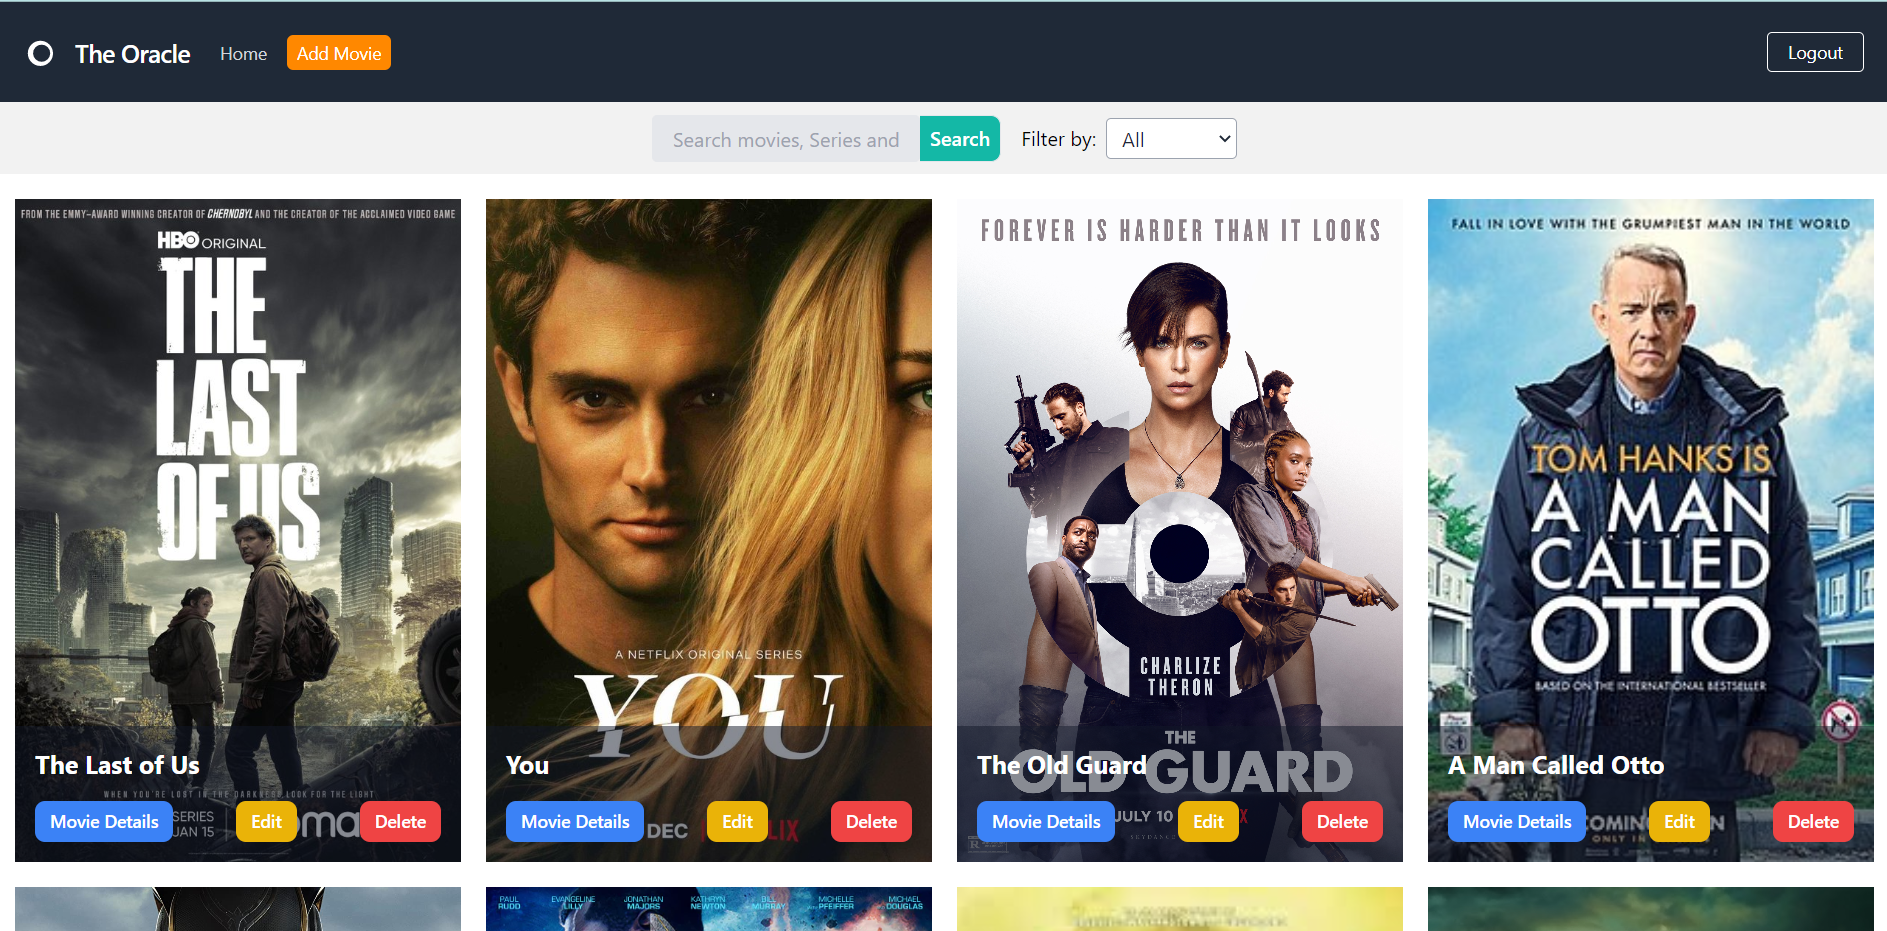 The Oracle
Home
Add Movie
Logout
Search movies, Series and
Search
Filter by:
All
FROM THE EMMY-AWARD WINNING CREATOR OF CHERNOBYL AND THE CREATOR OF THE ACCLAIMED VIDEO GAME
HBO ORIGINAL
THE
LAST
OF US
The Last of Us
WHEN YOU'RE LOST IN THE DARKNESS, LOOK FOR THE LIGHT
SERIES
JAN 15
ma
Movie Details
Edit
Delete
A NETFLIX ORIGINAL SERIES
YOU
You
DEC
LIX
Movie Details
Edit
Delete
FOREVER IS HARDER THAN IT LOOKS
CHARLIZE
THERON
THE
OLD GUARD
The Old Guard
JULY 10
SKYDANCE
R
Movie Details
Edit
Delete
FALL IN LOVE WITH THE GRUMPIEST MAN IN THE WORLD
TOM HANKS IS
A MAN
CALLED
OTTO
BASED ON THE INTERNATIONAL BESTSELLER
A Man Called Otto
COMIN N
ONLY IN
Movie Details
Edit
Delete
PAUL RUDD
EVANGELINE LILLY
JONATHAN MAJORS
KATHRYN NEWTON
BILL MURRAY
MICHELLE PFEIFFER
MICHAEL DOUGLAS